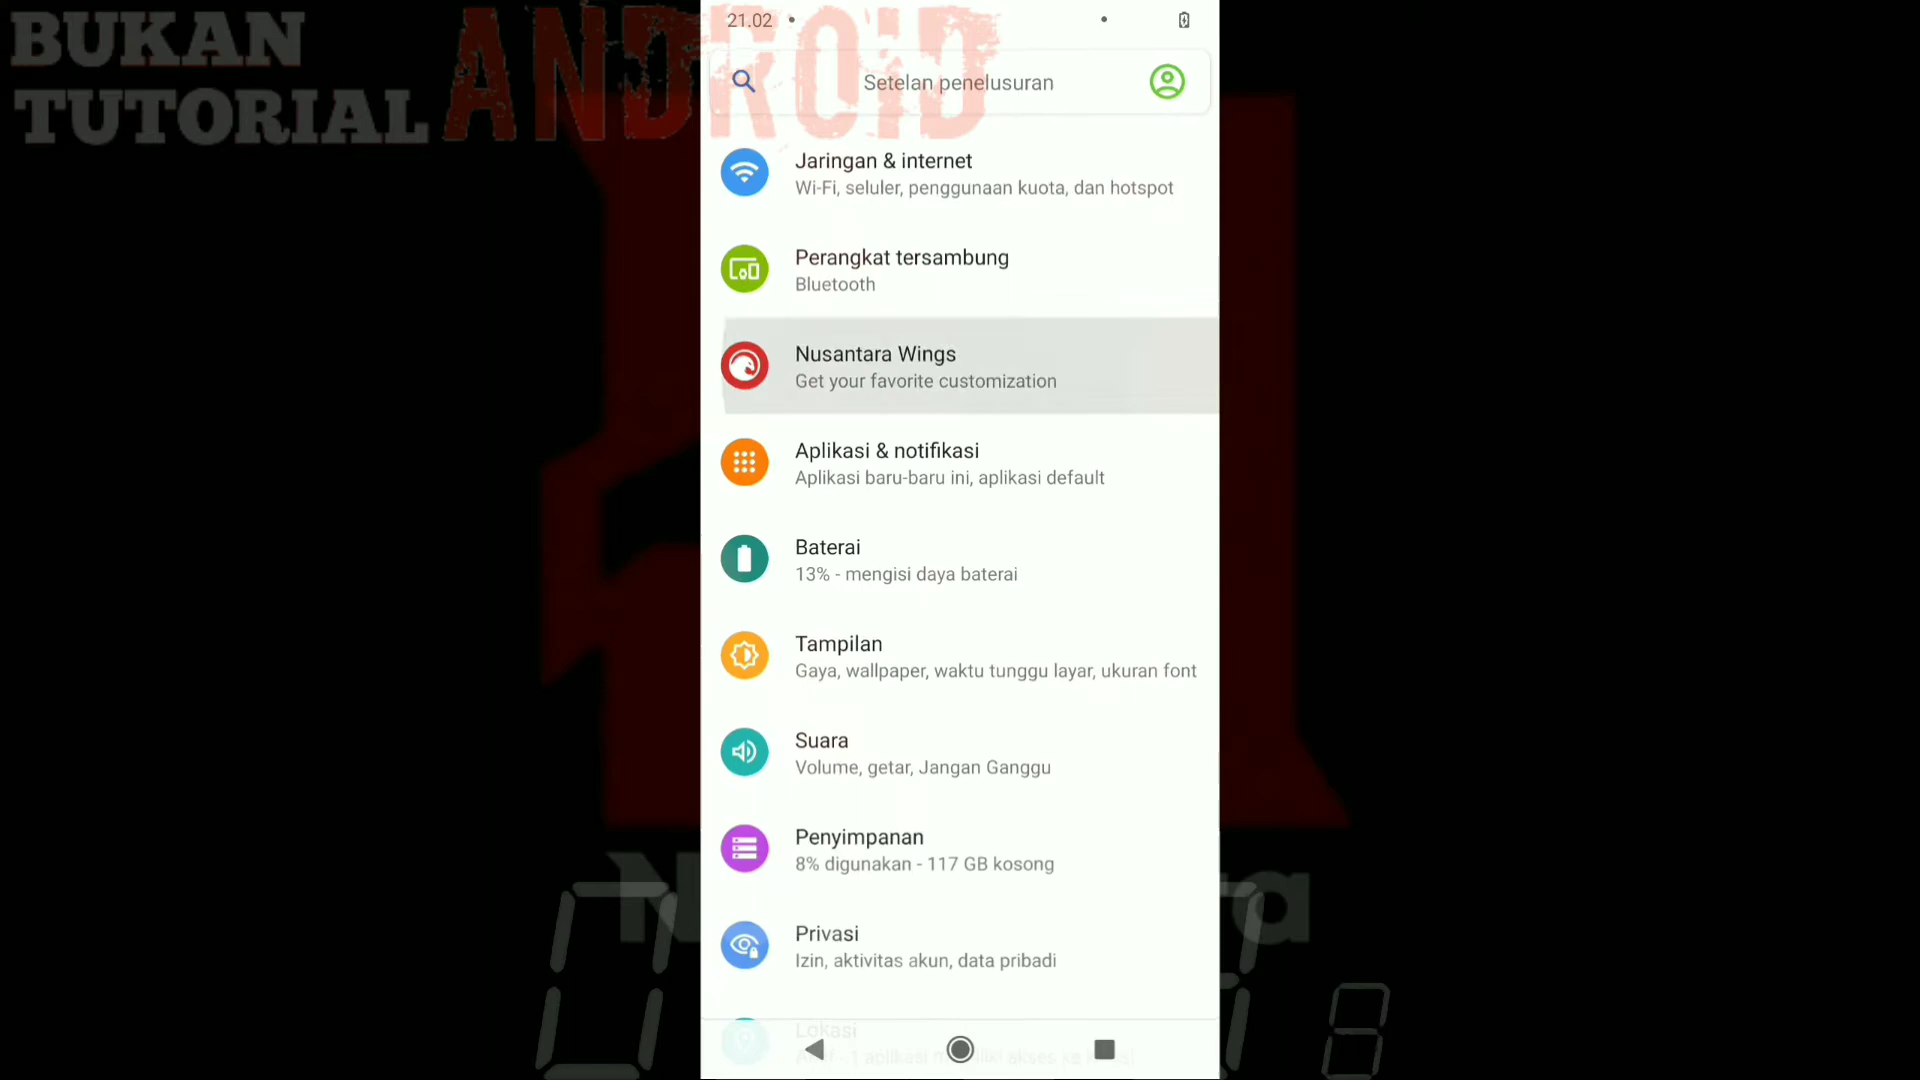 BUKAN
TUTORIAL ANDROID
21.02
Setelan penelusuran
Jaringan & internet
Wi-Fi, seluler, penggunaan kuota, dan hotspot
Perangkat tersambung
Bluetooth
Nusantara Wings
Get your favorite customization
Aplikasi & notifikasi
Aplikasi baru-baru ini, aplikasi default
Baterai
13% - mengisi daya baterai
Tampilan
Gaya, wallpaper, waktu tunggu layar, ukuran font
Suara
Volume, getar, Jangan Ganggu
Penyimpanan
8% digunakan - 117 GB kosong
Privasi
Izin, aktivitas akun, data pribadi
Lokasi